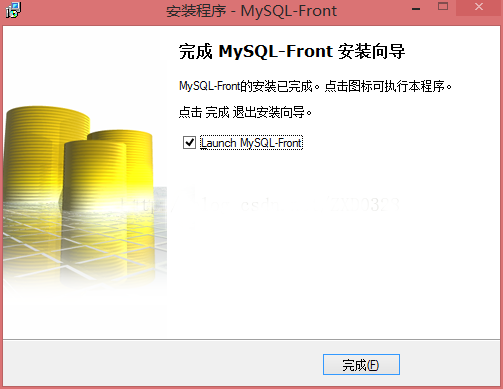 安装程序 - MySQL-Front
完成 MySQL-Front 安装向导
MySQL-Front的安装已完成。点击图标可执行本程序。
点击 完成 退出安装向导。
Launch MySQL-Front
完成(F)